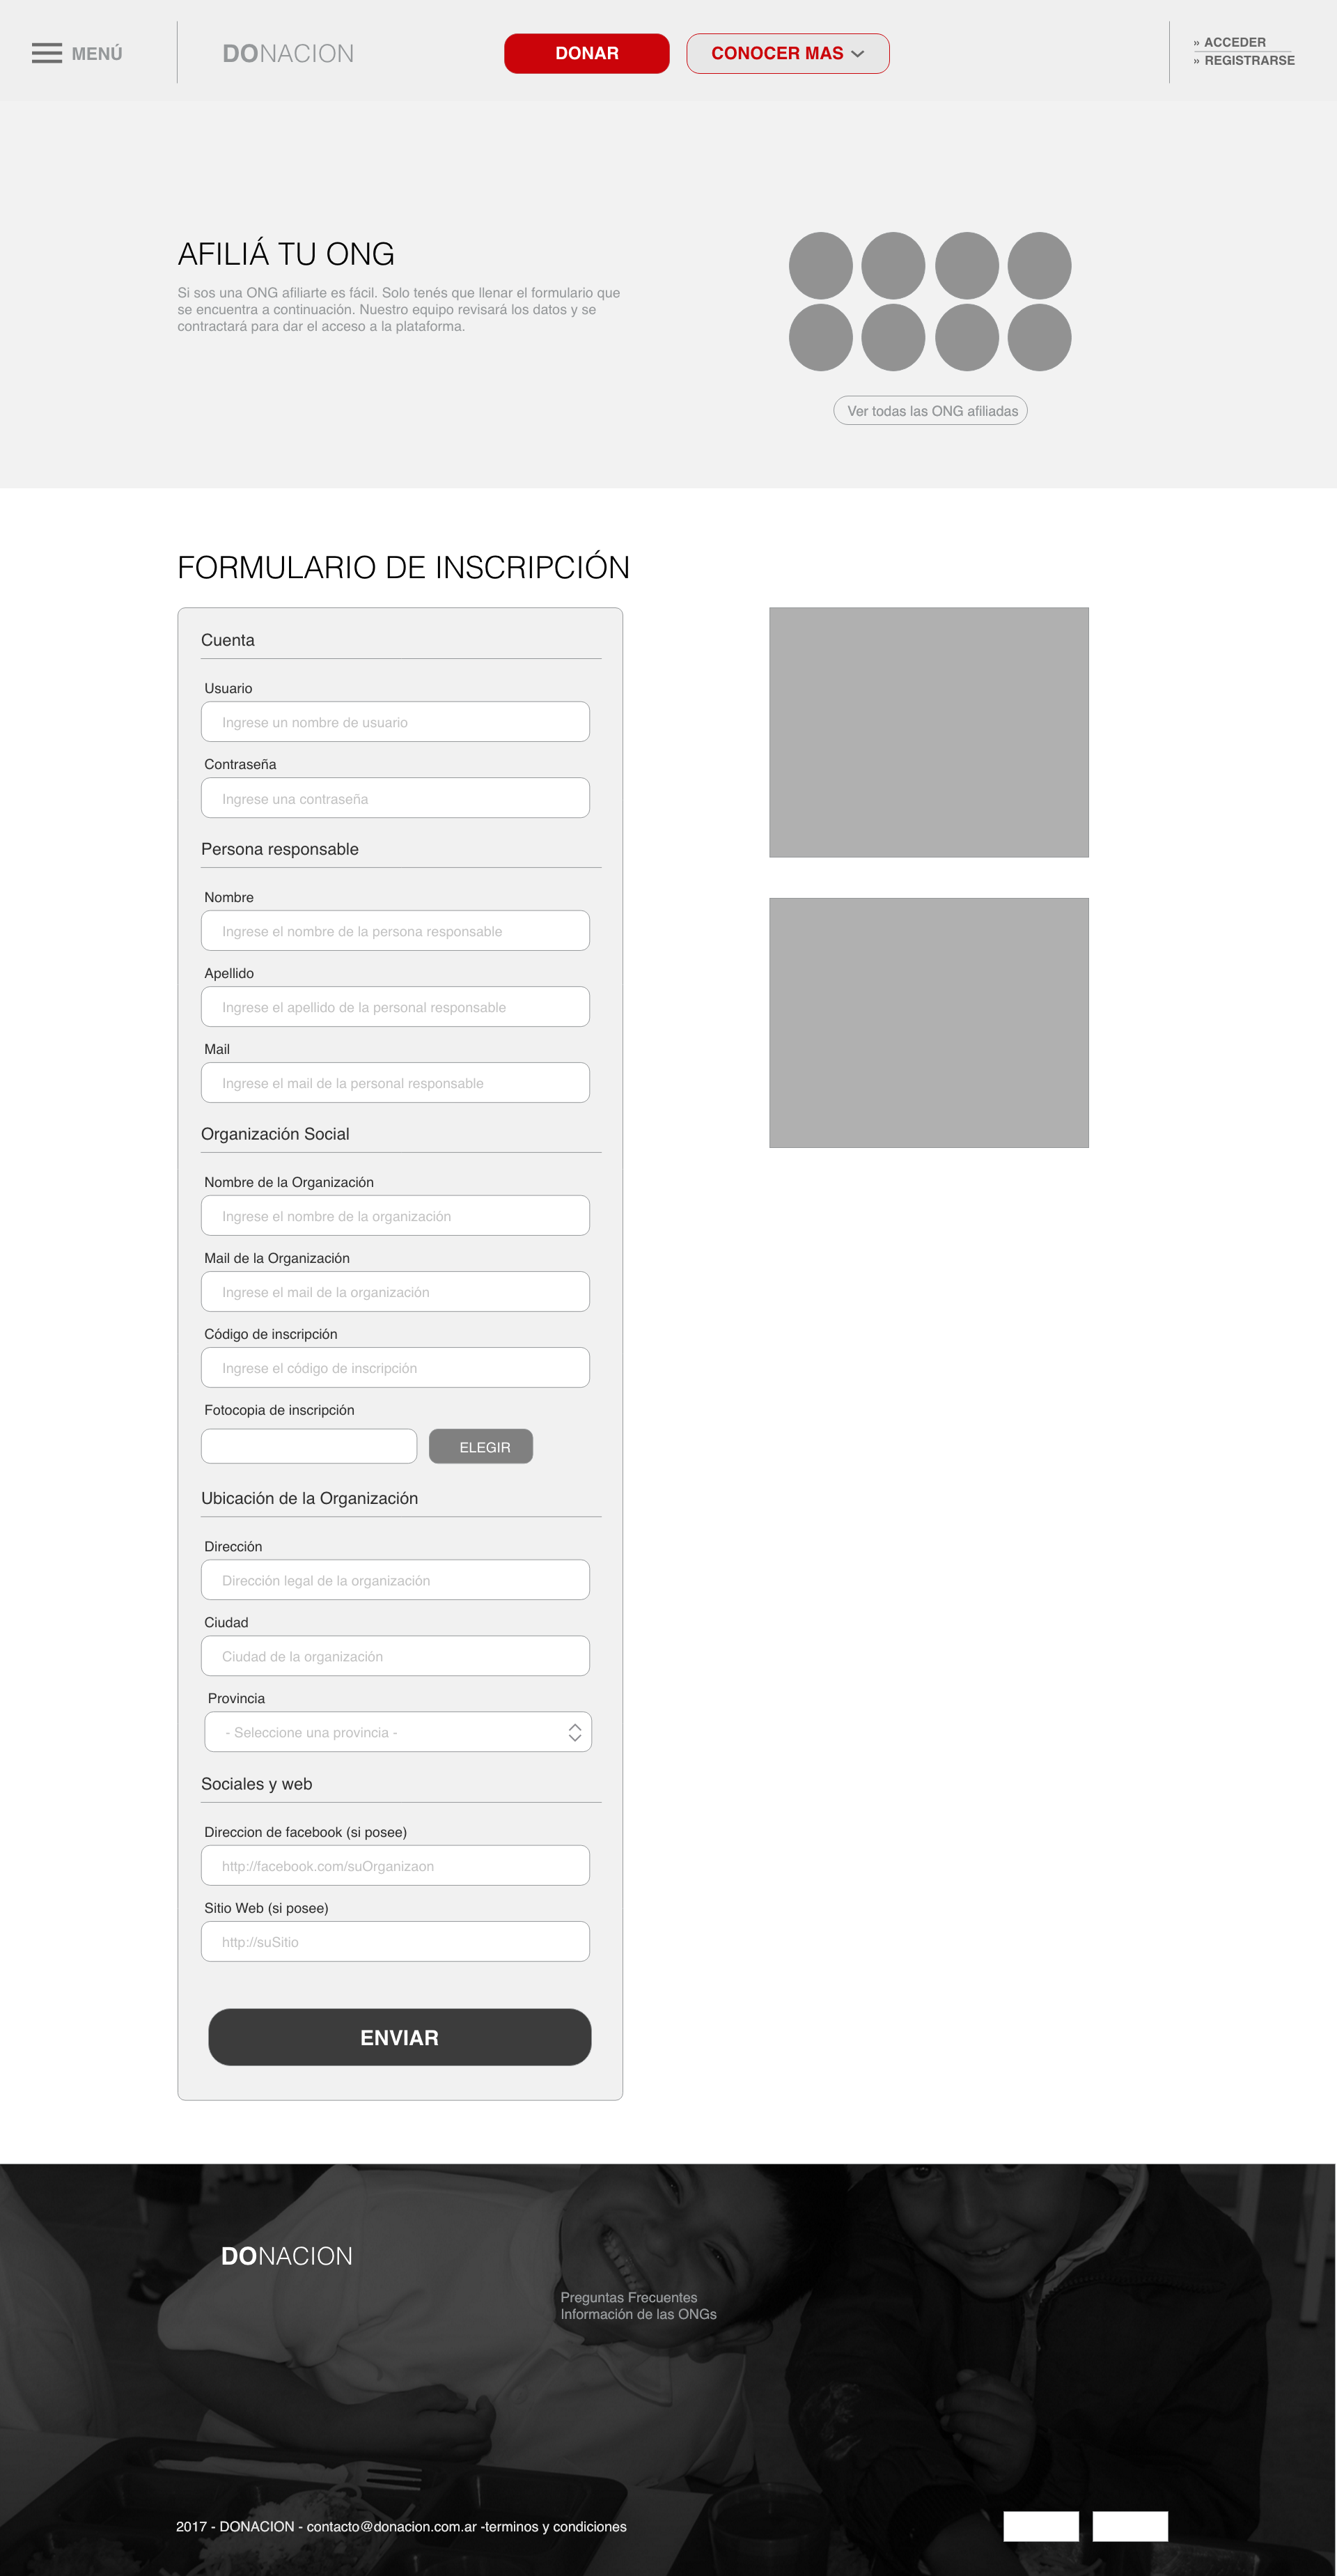 MENÚ
DONACION
DONAR
CONOCER MAS
» ACCEDER
» REGISTRARSE
AFILIÁ TU ONG
Si sos una ONG afiliarte es fácil. Solo tenés que llenar el formulario que
se encuentra a continuación. Nuestro equipo revisará los datos y se
contractará para dar el acceso a la plataforma.
Ver todas las ONG afiliadas
FORMULARIO DE INSCRIPCIÓN
Cuenta
Usuario
Ingrese un nombre de usuario
Contraseña
Ingrese una contraseña
Persona responsable
Nombre
Ingrese el nombre de la persona responsable
Apellido
Ingrese el apellido de la personal responsable
Mail
Ingrese el mail de la personal responsable
Organización Social
Nombre de la Organización
Ingrese el nombre de la organización
Mail de la Organización
Ingrese el mail de la organización
Código de inscripción
Ingrese el código de inscripción
Fotocopia de inscripción
ELEGIR
Ubicación de la Organización
Dirección
Dirección legal de la organización
Ciudad
Ciudad de la organización
Provincia
- Seleccione una provincia -
Sociales y web
Direccion de facebook (si posee)
http://facebook.com/suOrganizaon
Sitio Web (si posee)
http://suSitio
ENVIAR
DONACION
Preguntas Frecuentes
Información de las ONGs
2017 - DONACION - contacto@donacion.com.ar -terminos y condiciones